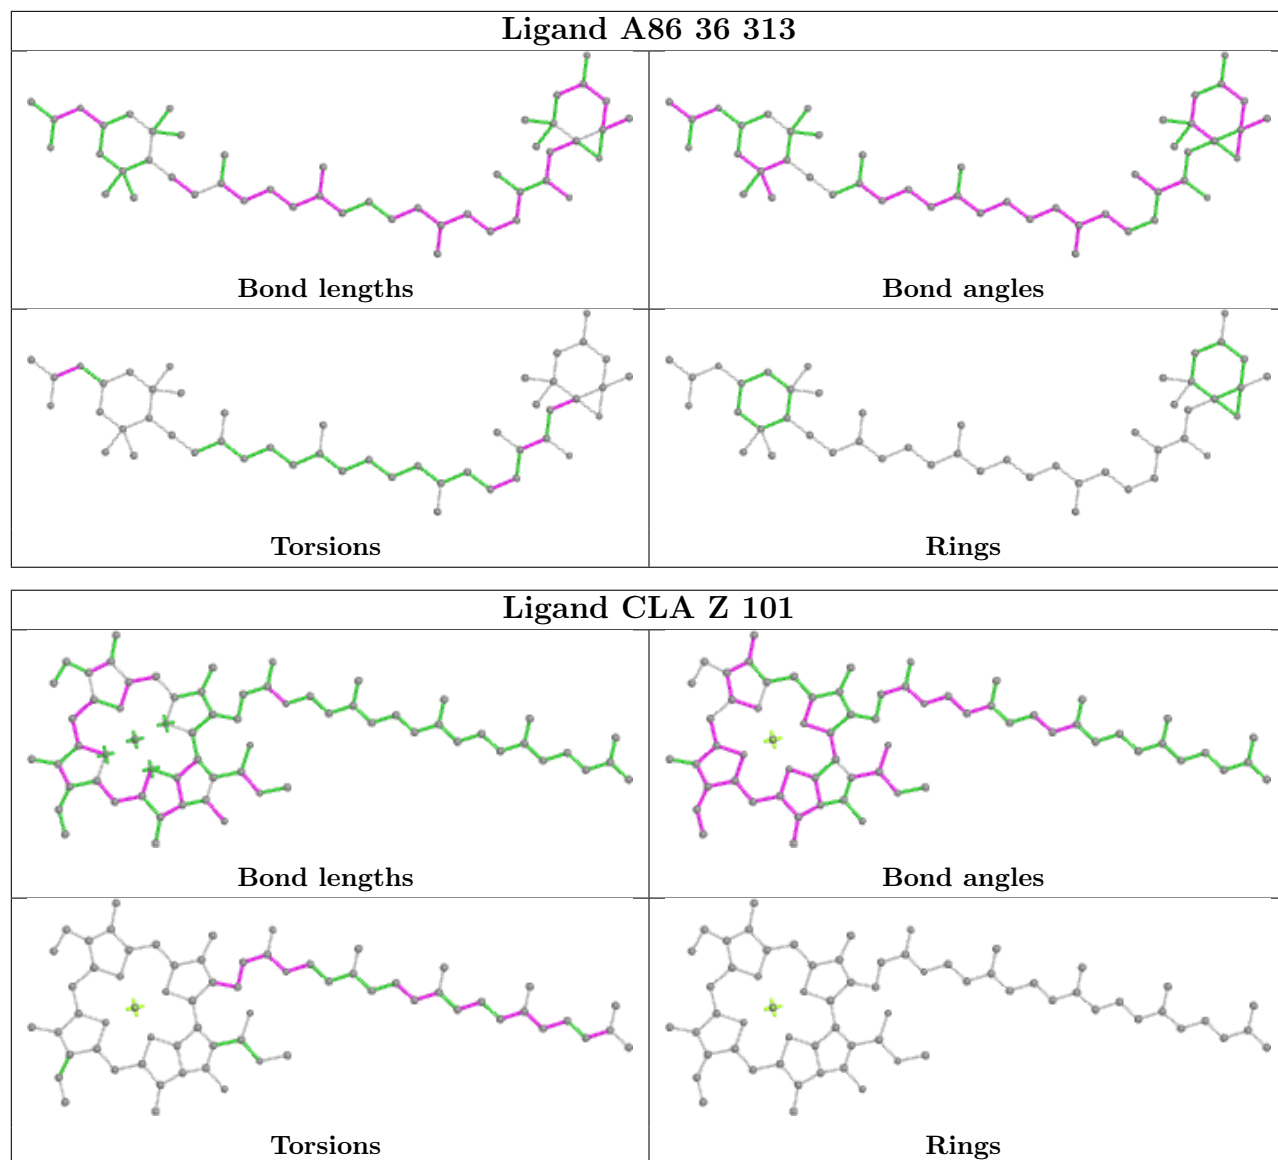 Ligand A86 36 313
Bond lengths
Bond angles
Torsions
Rings
Ligand CLA Z 101
Bond lengths
Bond angles
Torsions
Rings